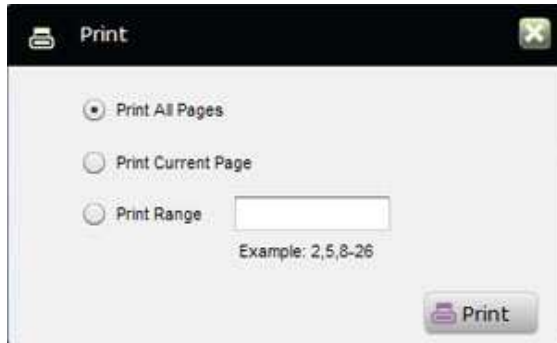 Print
Print All Pages
Print Current Page
Print Range
Example: 2,5,8-26
Print